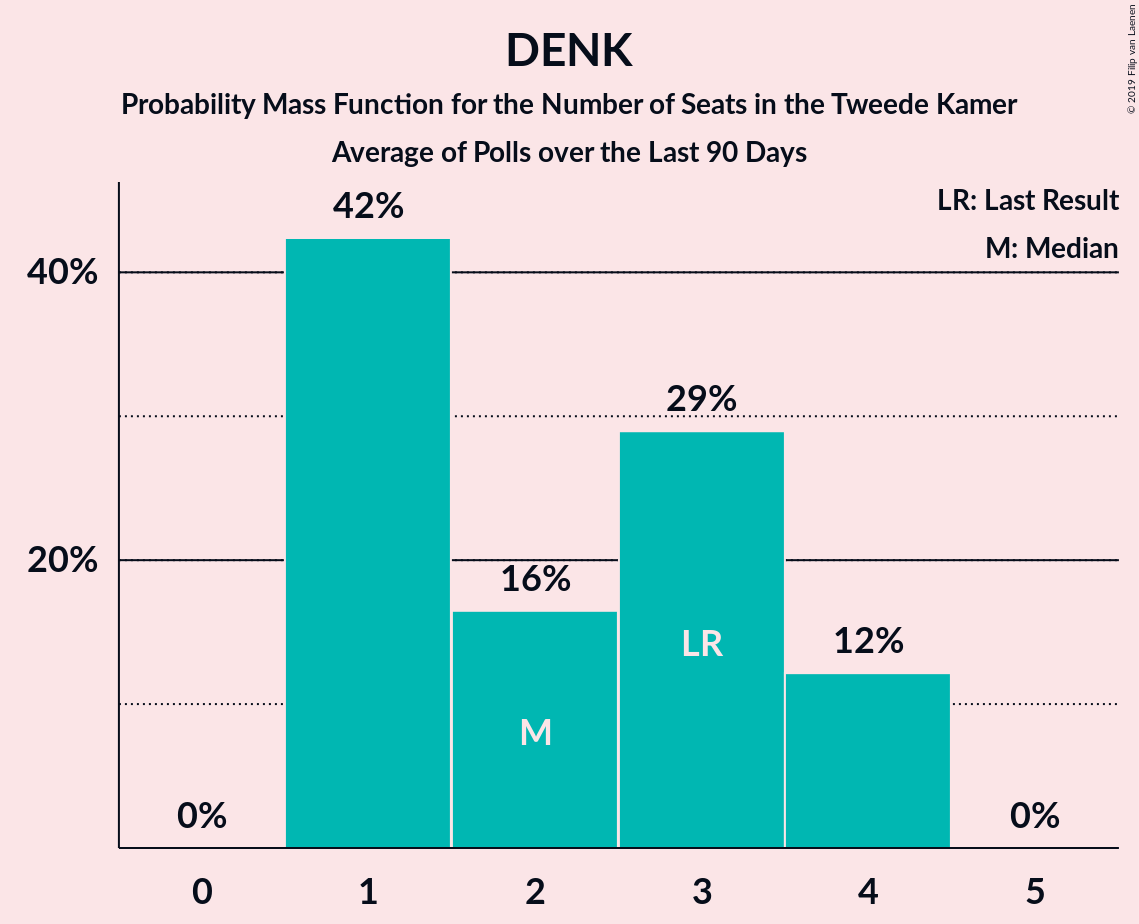 DENK
Probability Mass Function for the Number of Seats in the Tweede Kamer
Average of Polls over the Last 90 Days
© 2019 Filip van Laenen
LR: Last Result
M: Median
42%
40%
29%
20%
16%
12%
LR
M
0%
0%
0 1 2 3 4 5